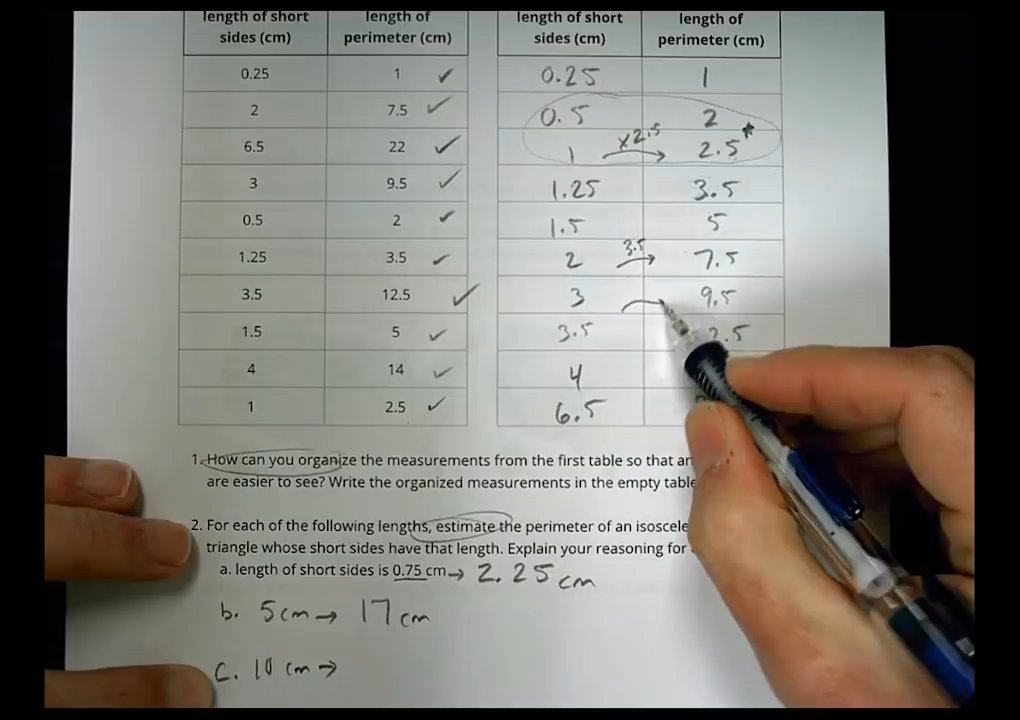 length of short length of length of short length of
sides (cm) perimeter (cm) sides (cm) perimeter (cm)
0.25 1 0.25 1
2 7.5 0.5 2
6.5 22 1 x2.5 2.5*
3 9.5 1.25 3.5
0.5 2 1.5 5
1.25 3.5 2 3.5 7.5
3.5 12.5 3 9.5
1.5 5 3.5 2.5
4 14 4
1 2.5 6.5
1. How can you organize the measurements from the first table so that
are easier to see? Write the organized measurements in the empty table
2. For each of the following lengths, estimate the perimeter of an
triangle whose short sides have that length. Explain your reasoning for
a. length of short sides is 0.75 cm → 2.25 cm
b. 5 cm → 17 cm
c. 10 cm →